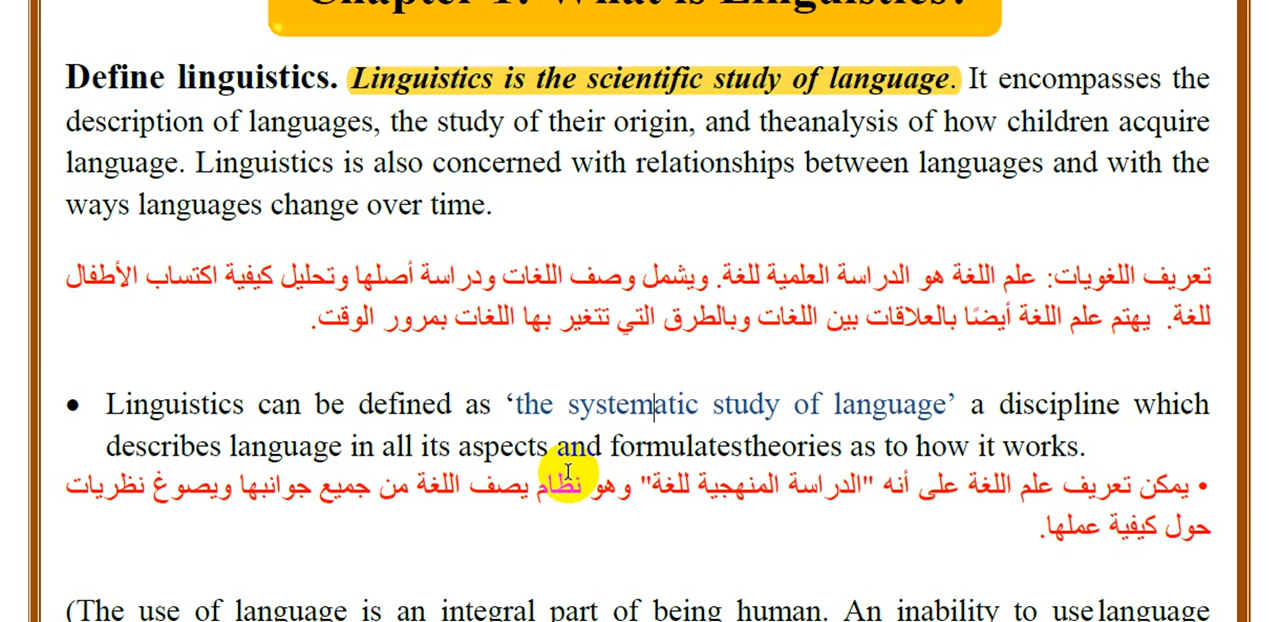 Chapter 1: What is Linguistics?
Define linguistics. Linguistics is the scientific study of language. It encompasses the
description of languages, the study of their origin, and theanalysis of how children acquire
language. Linguistics is also concerned with relationships between languages and with the
ways languages change over time.
تعريف اللغويات: علم اللغة هو الدراسة العلمية للغة. ويشمل وصف اللغات ودراسة أصلها وتحليل كيفية اكتساب الأطفال
للغة. يهتم علم اللغة أيضًا بالعلاقات بين اللغات وبالطرق التي تتغير بها اللغات بمرور الوقت.
• Linguistics can be defined as ‘the systematic study of language’ a discipline which
describes language in all its aspects and formulatestheories as to how it works.
• يمكن تعريف علم اللغة على أنه "الدراسة المنهجية للغة" وهو نظام يصف اللغة من جميع جوانبها ويصوغ نظريات
حول كيفية عملها.
(The use of language is an integral part of being human. An inability to use language